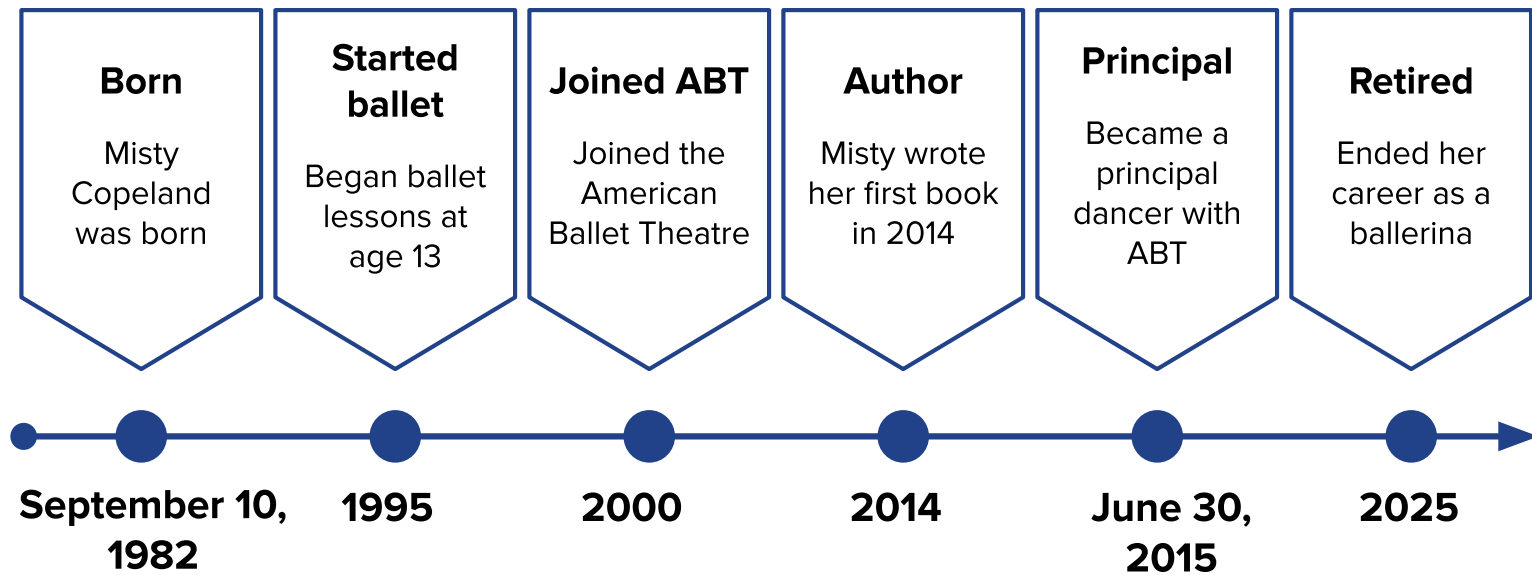 Born
Misty
Copeland
was born
Started
ballet
Began ballet
lessons at
age 13
Joined ABT
Joined the
American
Ballet Theatre
Author
Misty wrote
her first book
in 2014
Principal
Became a
principal
dancer with
ABT
Retired
Ended her
career as a
ballerina
September 10,
1982
1995
2000
2014
June 30,
2015
2025